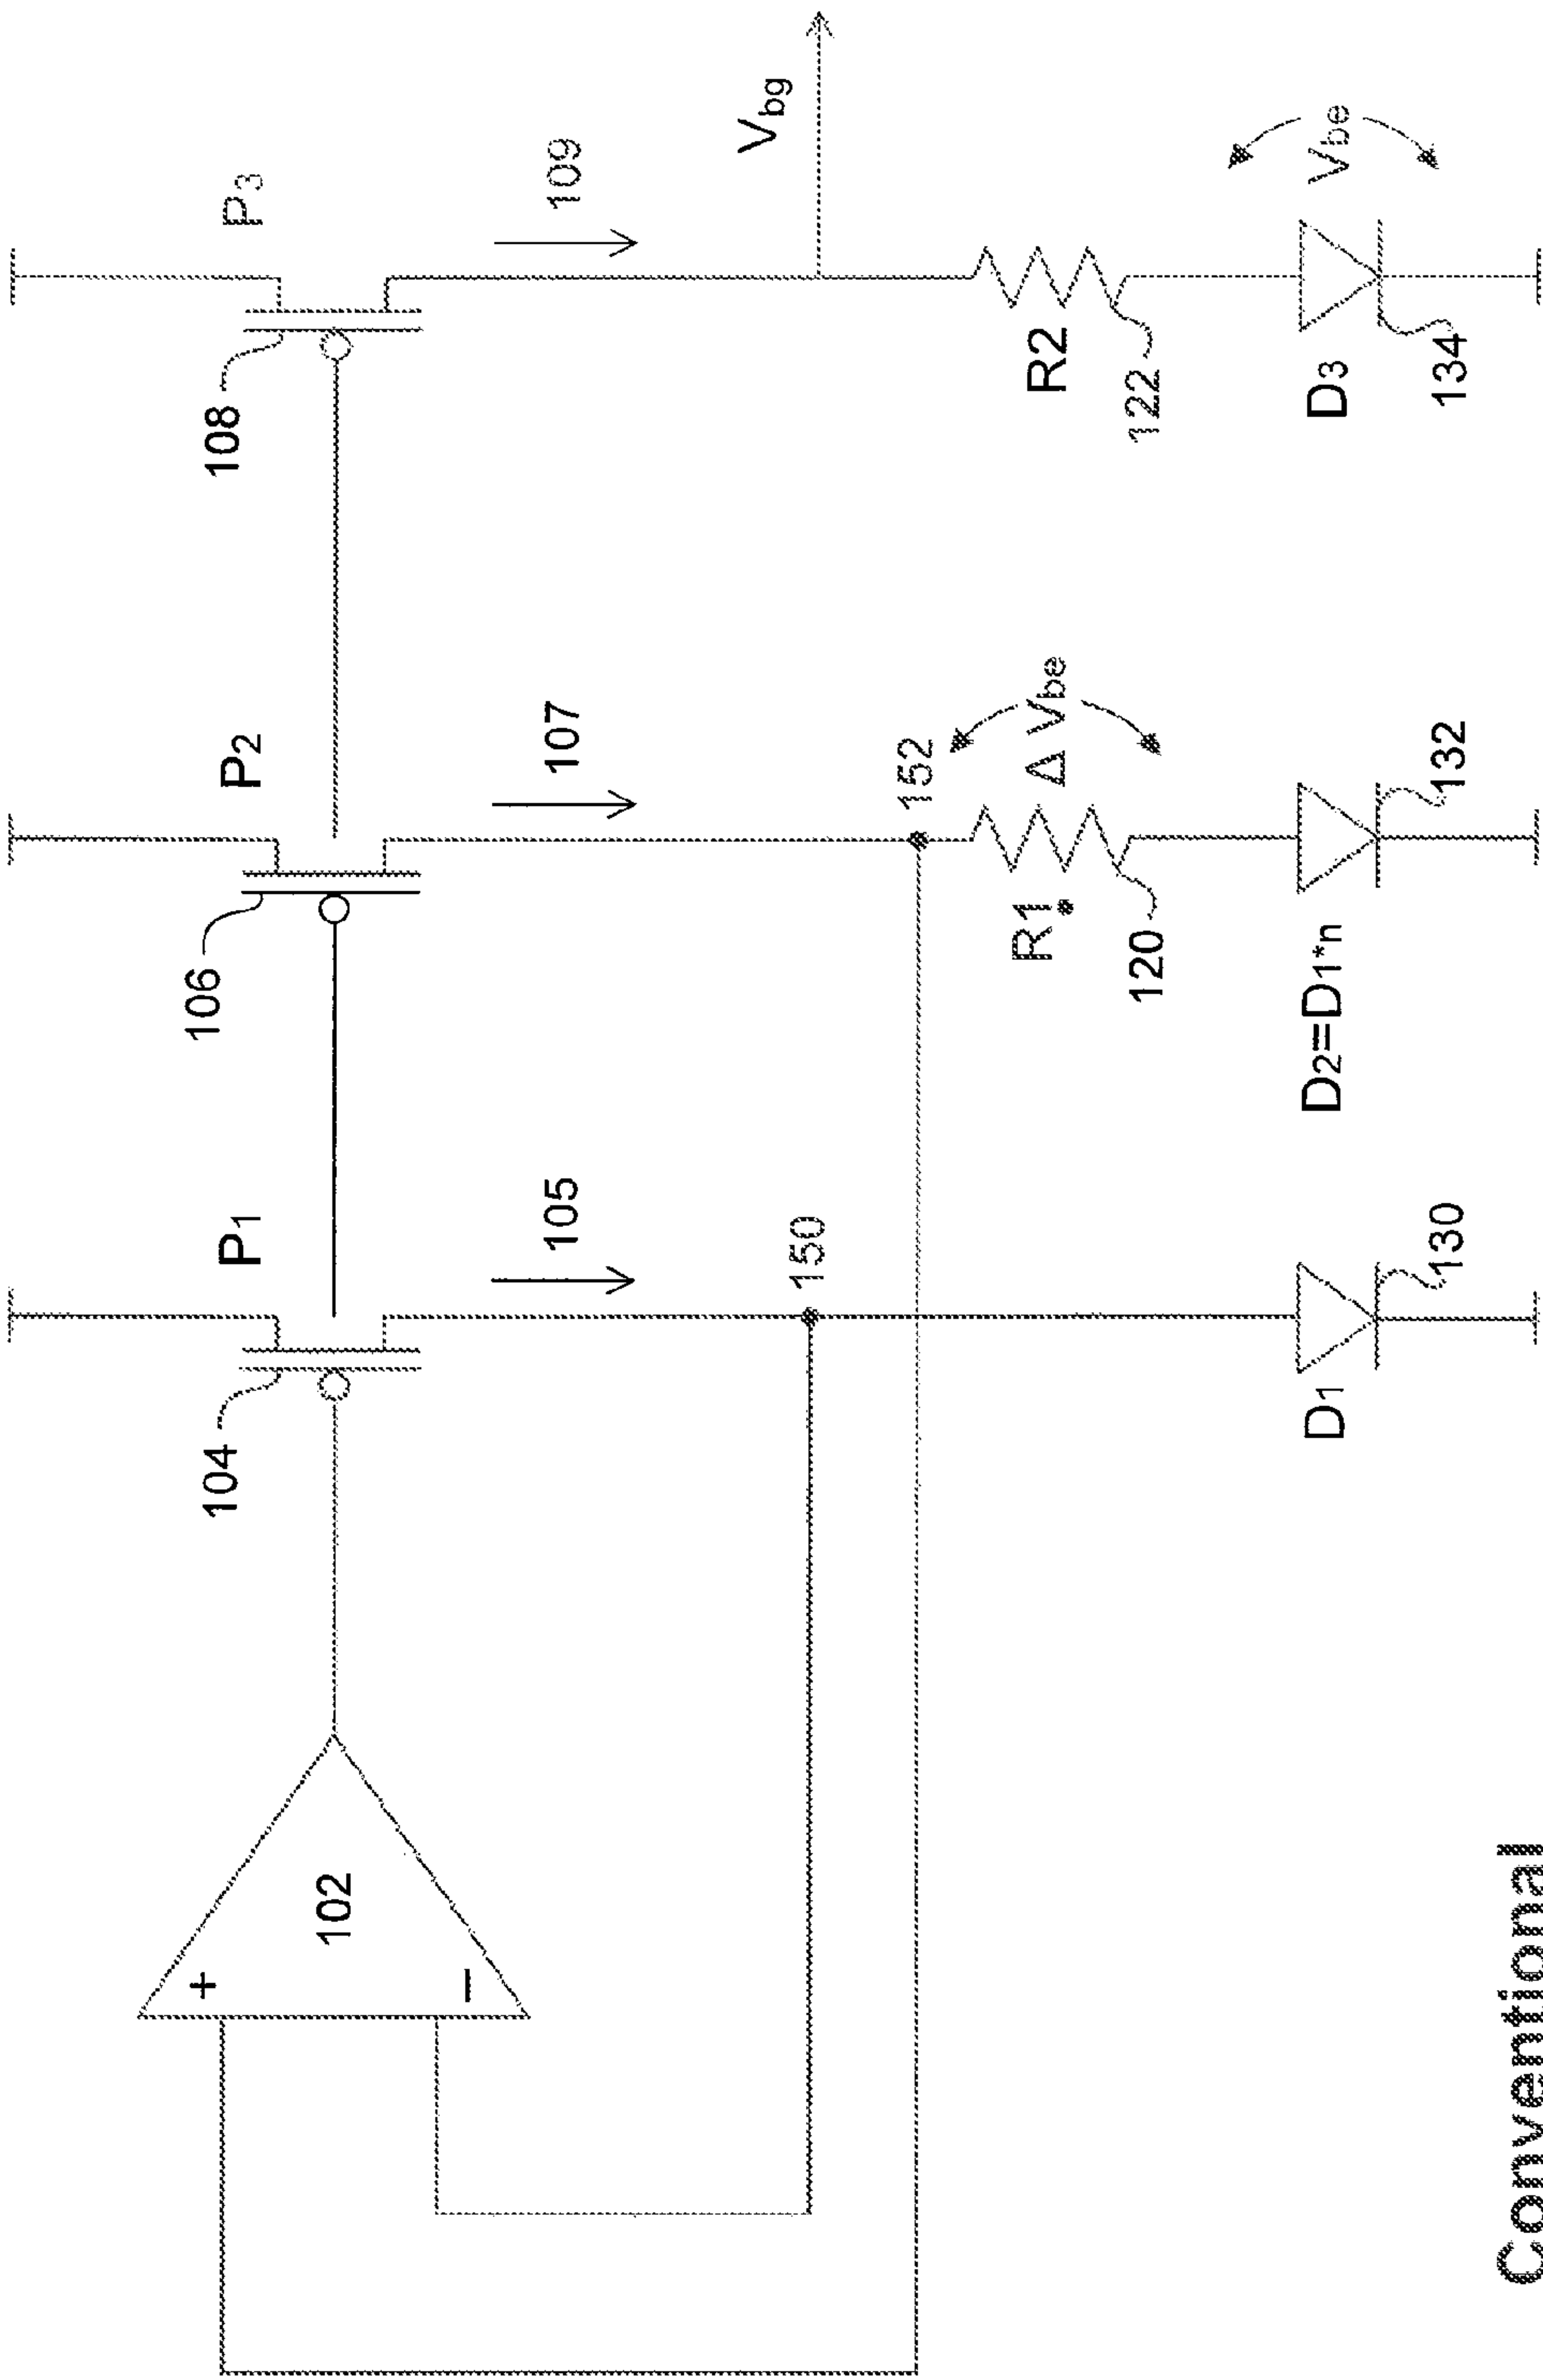 P1
P2
P3
104
106
108
105
107
109
Vbg
102
+
−
150
152
R1
Δ Vbe
120
R2
122
Vbe
D1
130
D2=D1*n
132
D3
134
Conventional